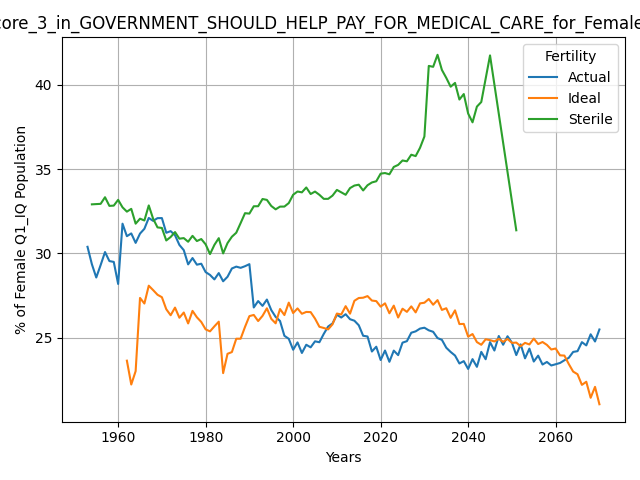 core_3_in_GOVERNMENT_SHOULD_HELP_PAY_FOR_MEDICAL_CARE_for_Female
Fertility
Actual
Ideal
Sterile
% of Female Q1_IQ Population
40
35
30
25
1960
1980
2000
2020
2040
2060
Years